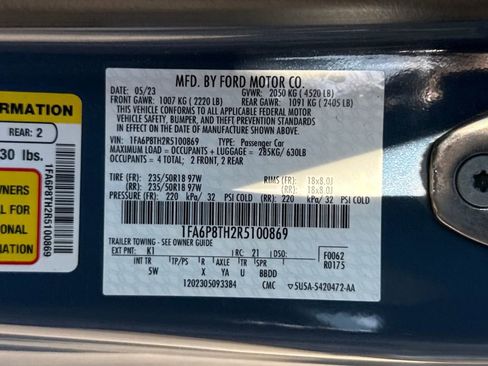 FORMATION
REAR: 2
30 lbs.
WNERS
L FOR
ONAL
1FA6P8TH2R5100869
MFD. BY FORD MOTOR CO.
DATE: 05/23 GVWR: 2050 KG ( 4520 LB)
FRONT GAWR: 1007 KG ( 2220 LB) REAR GAWR: 1091 KG ( 2405 LB)
THIS VEHICLE CONFORMS TO ALL APPLICABLE FEDERAL MOTOR
VEHICLE SAFETY, BUMPER, AND THEFT PREVENTION STANDARDS
IN EFFECT ON THE DATE OF MANUFACTURE SHOWN ABOVE.
VIN: 1FA6P8TH2R5100869 TYPE: Passenger Car
MAXIMUM LOAD = OCCUPANTS + LUGGAGE = 285KG/ 630LB
OCCUPANTS = 4 TOTAL; 2 FRONT, 2 REAR
TIRE (FR): 235/50R18 97W RIMS (FR): 18x8.0J
(RR): 235/50R18 97W (RR): 18x8.0J
PRESSURE (FR): 220 kPa/ 32 PSI COLD (RR): 220 kPa/ 32 PSI COLD
1FA6P8TH2R5100869
TRAILER TOWING - SEE OWNER GUIDE
EXT PNT: K1 RC: 21 DSO: F0062
INT TR TP/PS R AXLE TR SPR R0175
5W X YA U BBDD
1202305093384 CMC 5USA-5420472-AA